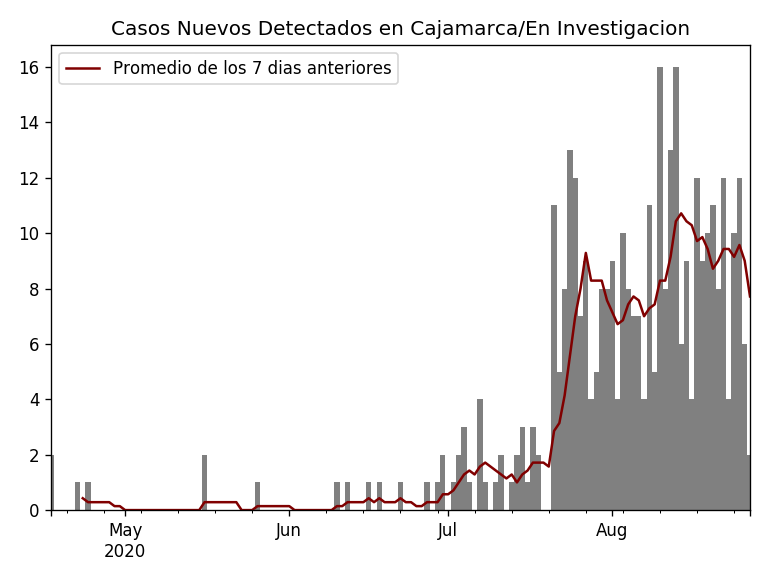 Casos Nuevos Detectados en Cajamarca/En Investigacion
Promedio de los 7 dias anteriores
16
14
12
10
8
6
4
2
0
May
2020
Jun
Jul
Aug